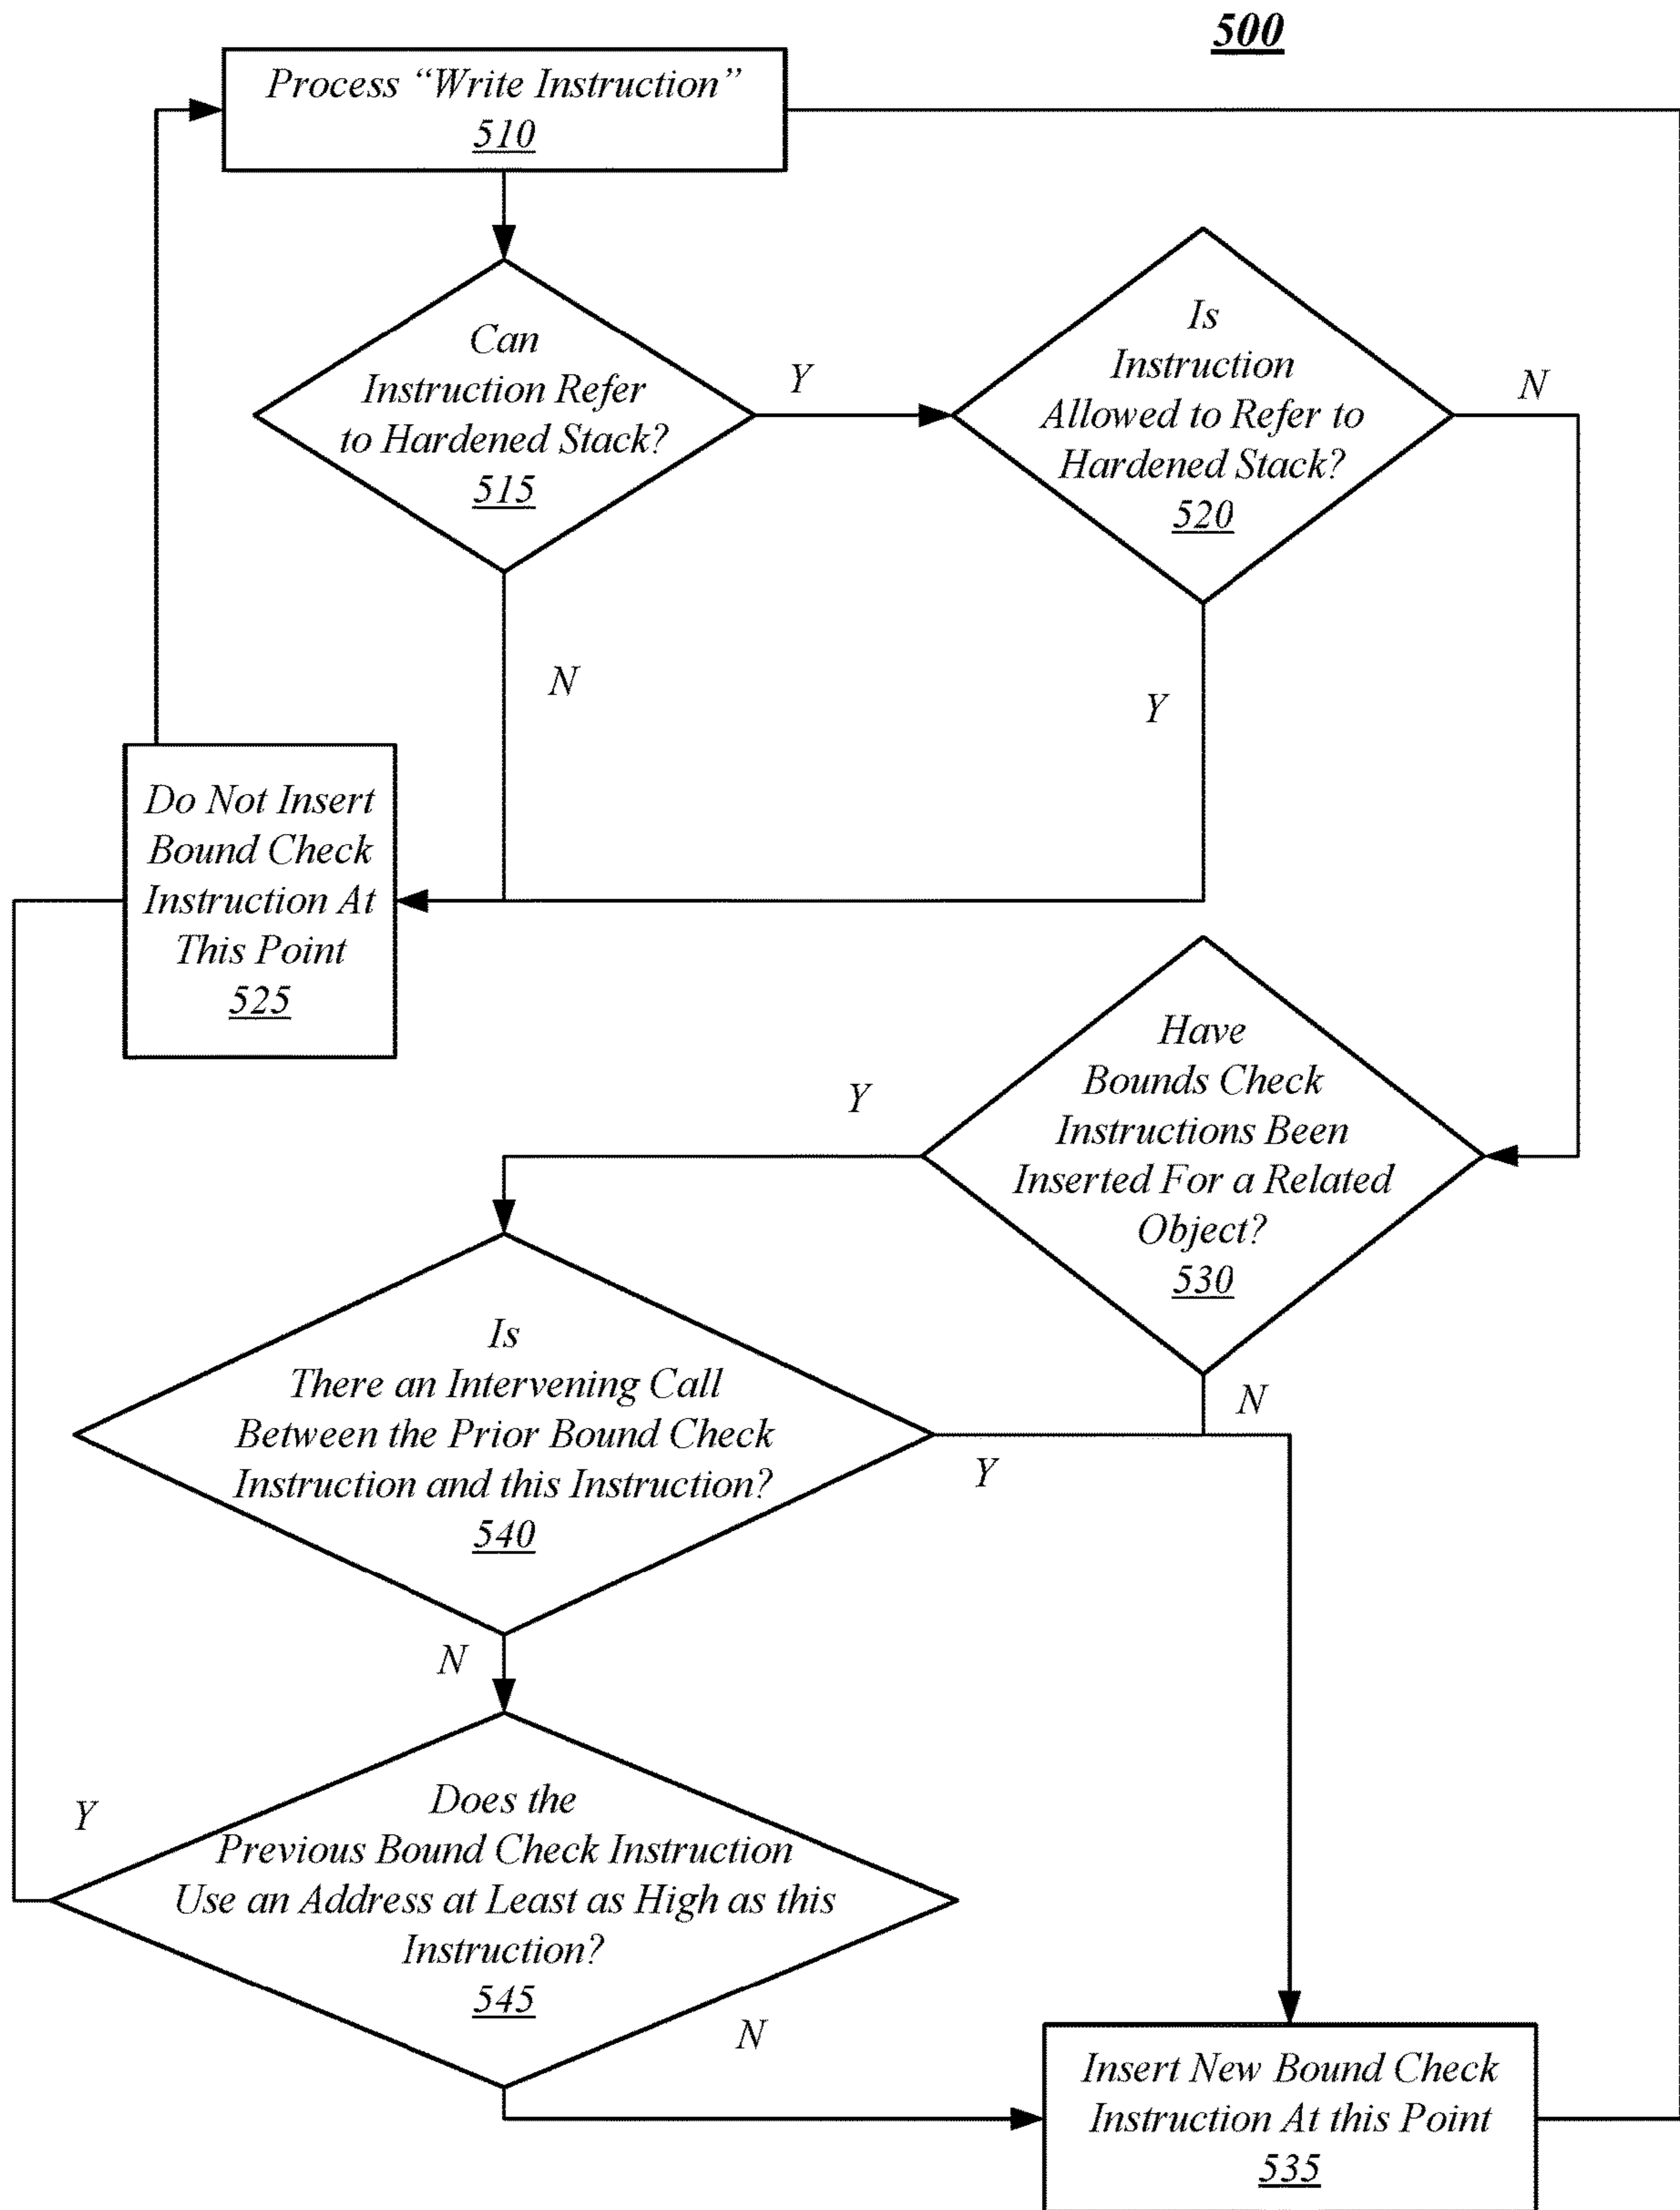 500
Process “Write Instruction”
510
Can
Instruction Refer
to Hardened Stack?
515
Y
Is
Instruction
Allowed to Refer to
Hardened Stack?
520
N
N
Y
Do Not Insert
Bound Check
Instruction At
This Point
525
Have
Bounds Check
Instructions Been
Inserted For a Related
Object?
530
Y
N
Is
There an Intervening Call
Between the Prior Bound Check
Instruction and this Instruction?
540
Y
N
Does the
Previous Bound Check Instruction
Use an Address at Least as High as this
Instruction?
545
Y
N
Insert New Bound Check
Instruction At this Point
535